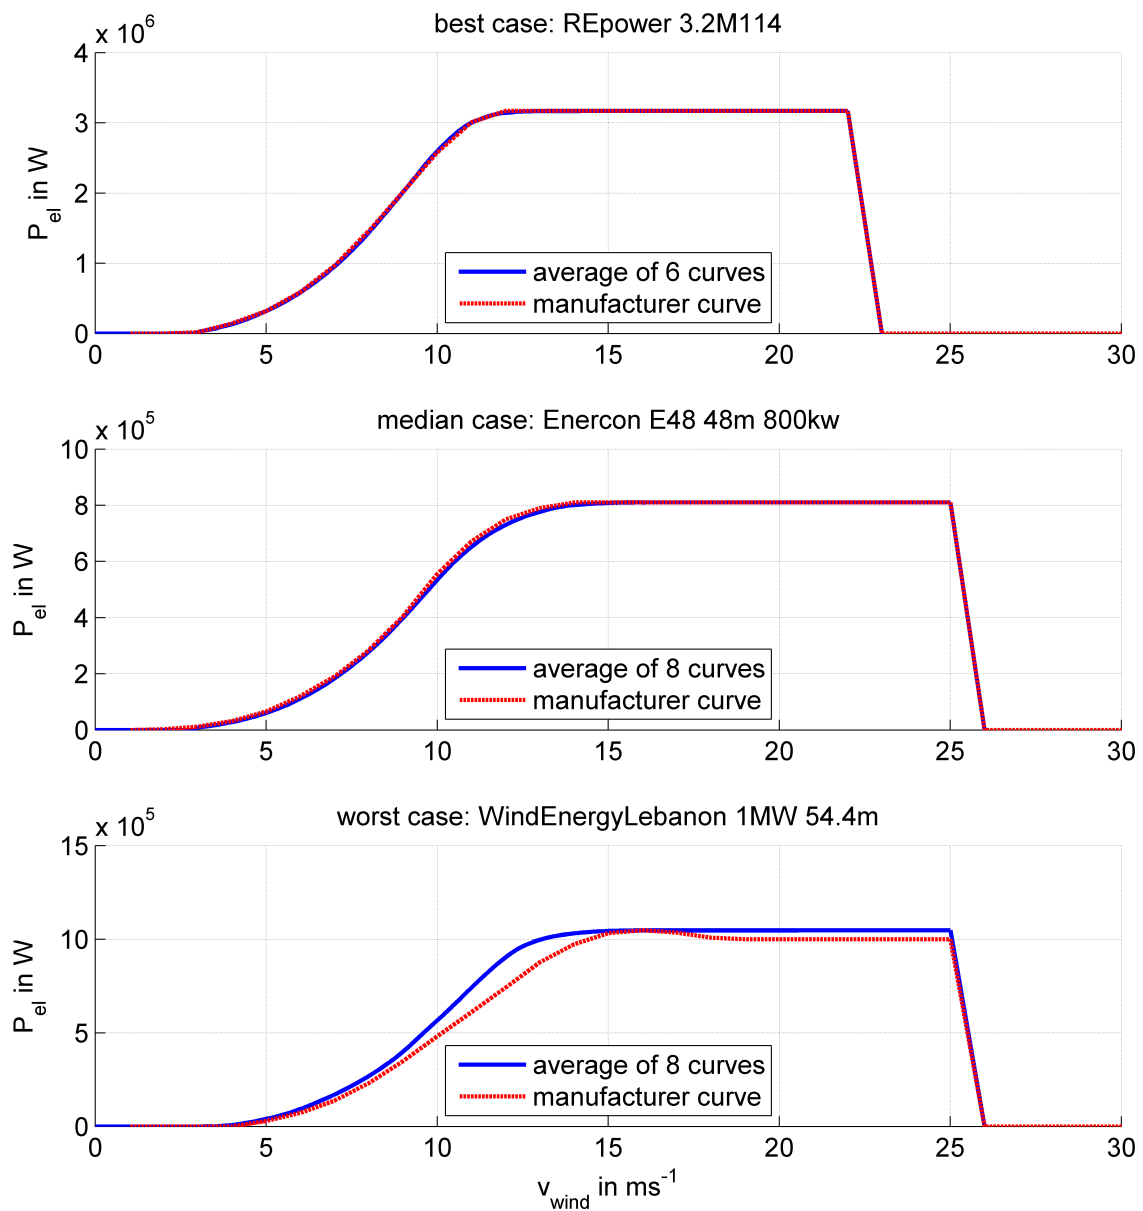 best case: REpower 3.2M114
x 10^6
4
3
2
1
0
P_el in W
average of 6 curves
manufacturer curve
0 5 10 15 20 25 30
median case: Enercon E48 48m 800kw
x 10^5
10
8
6
4
2
0
P_el in W
average of 8 curves
manufacturer curve
0 5 10 15 20 25 30
worst case: WindEnergyLebanon 1MW 54.4m
x 10^5
15
10
5
0
P_el in W
average of 8 curves
manufacturer curve
0 5 10 15 20 25 30
v_wind in ms^-1